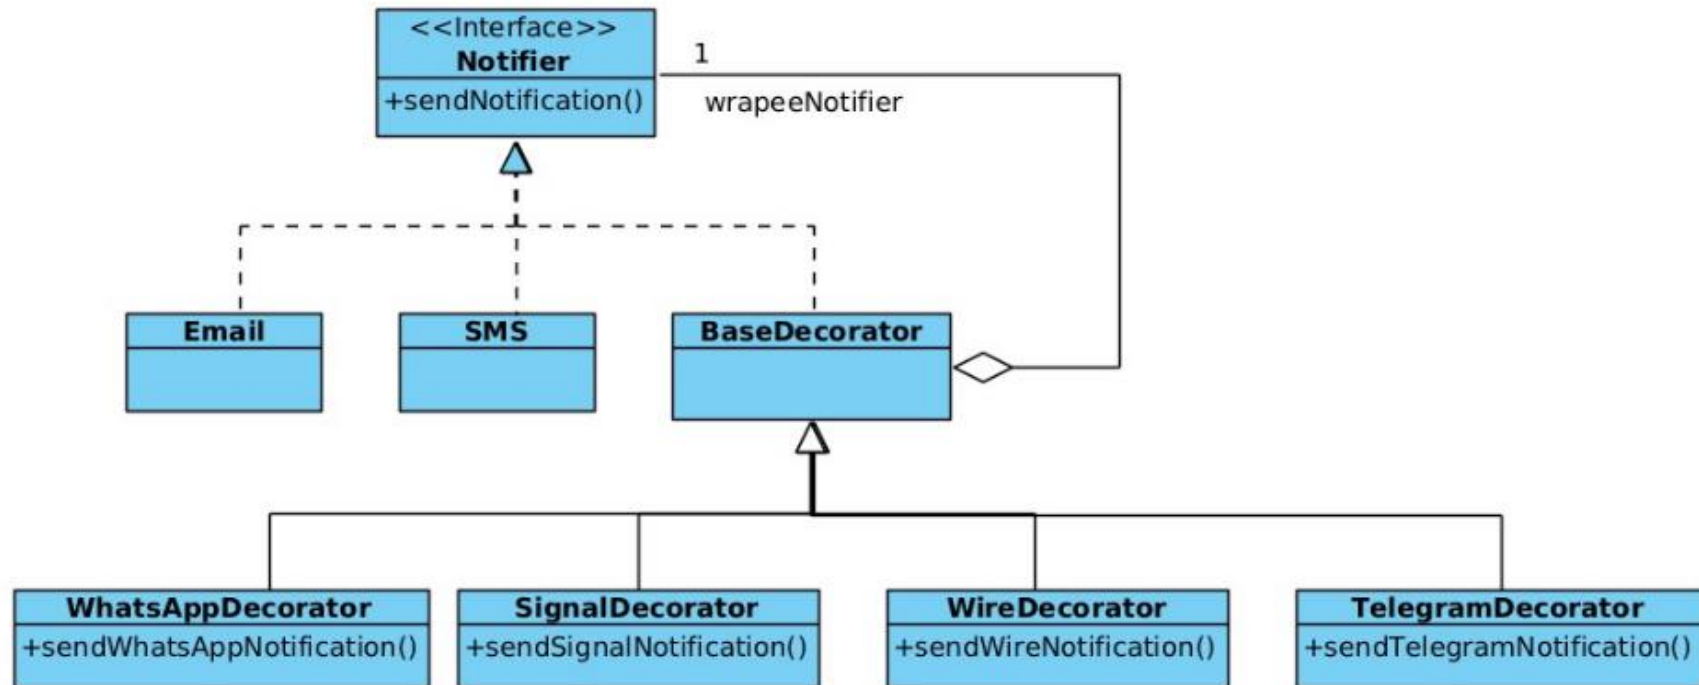 <<Interface>>
Notifier
+sendNotification()
1
wrapeeNotifier
Email
SMS
BaseDecorator
WhatsAppDecorator
+sendWhatsAppNotification()
SignalDecorator
+sendSignalNotification()
WireDecorator
+sendWireNotification()
TelegramDecorator
+sendTelegramNotification()